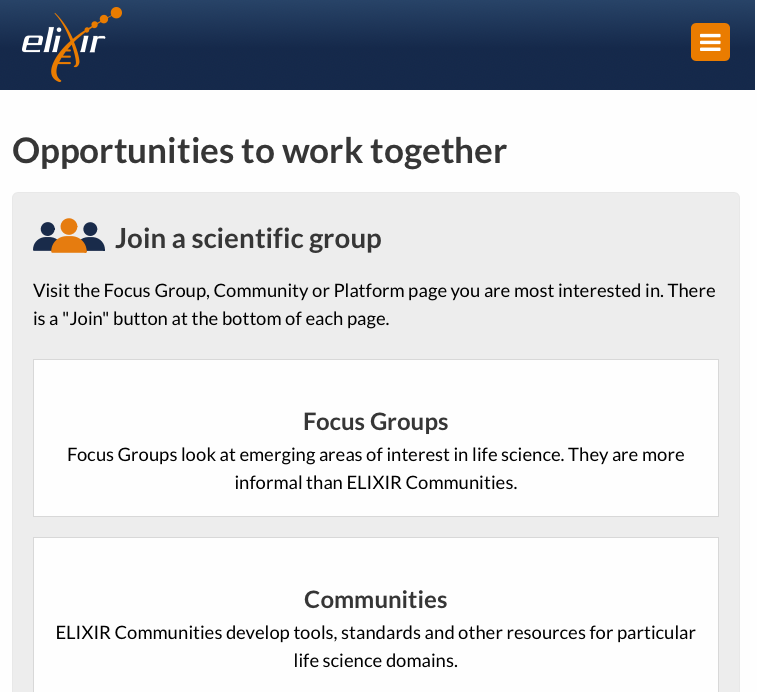 elixir
Opportunities to work together
Join a scientific group
Visit the Focus Group, Community or Platform page you are most interested in. There
is a "Join" button at the bottom of each page.
Focus Groups
Focus Groups look at emerging areas of interest in life science. They are more
informal than ELIXIR Communities.
Communities
ELIXIR Communities develop tools, standards and other resources for particular
life science domains.